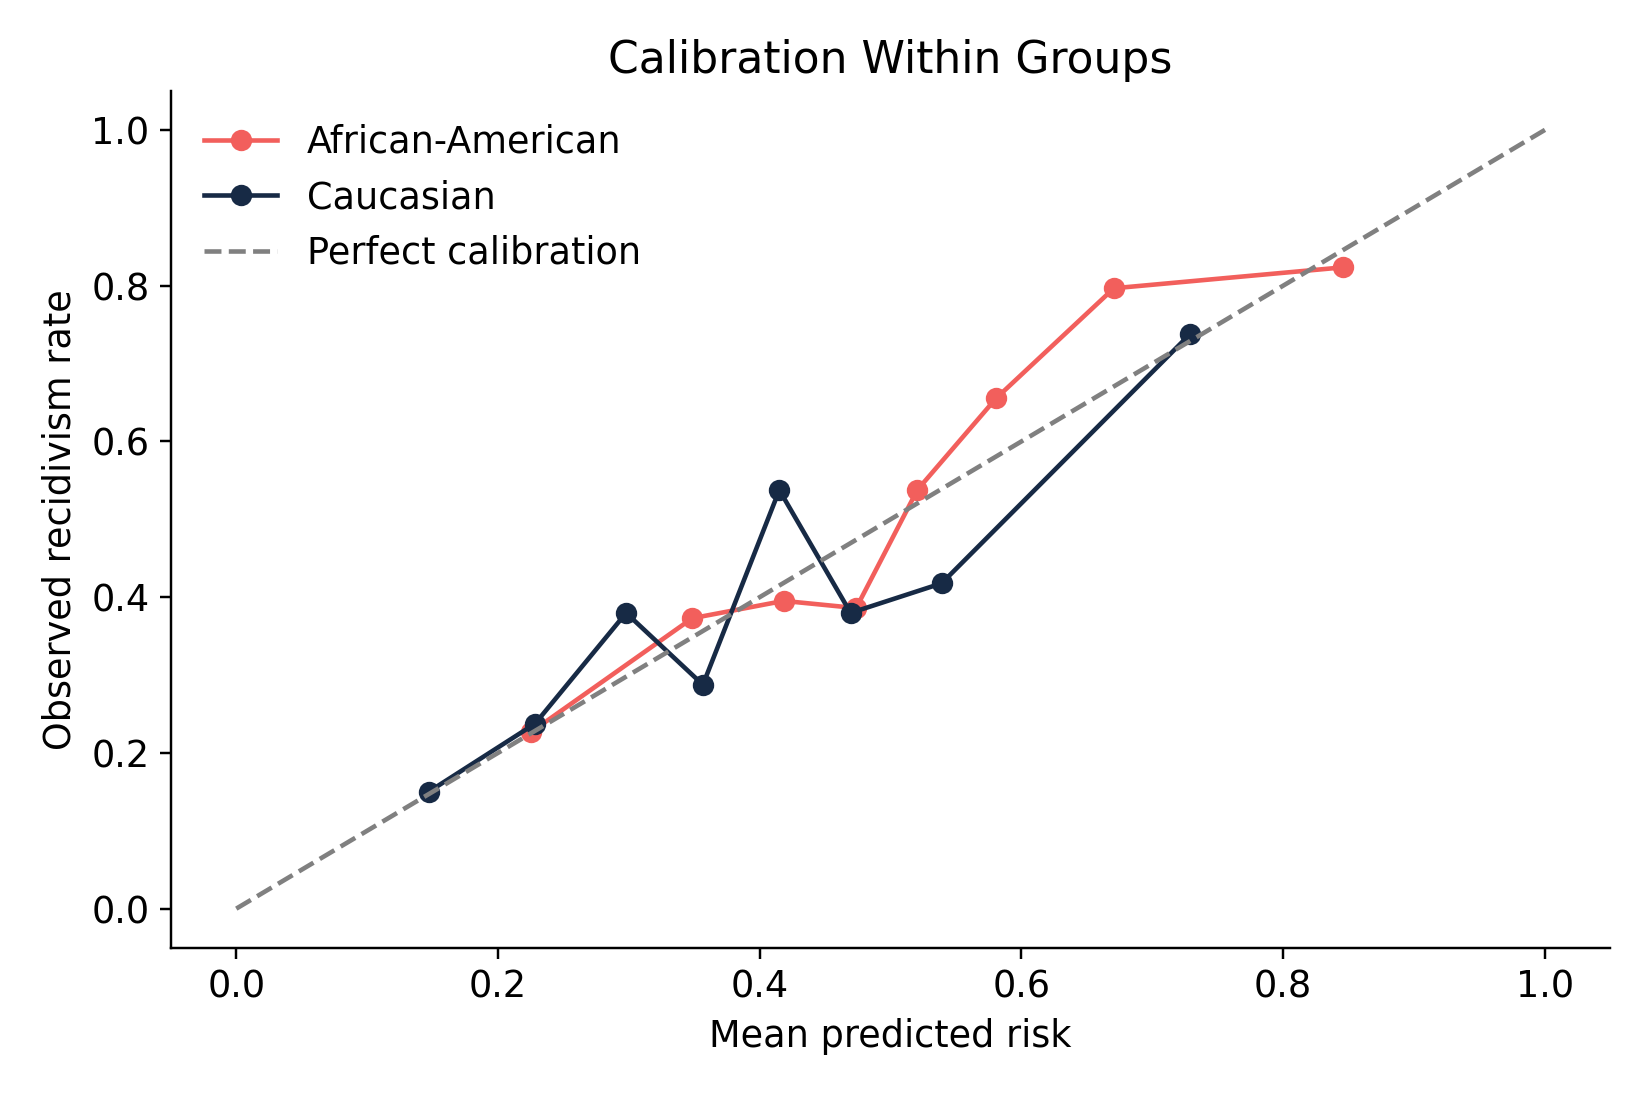 Calibration Within Groups
African-American
Caucasian
Perfect calibration
Observed recidivism rate
1.0
0.8
0.6
0.4
0.2
0.0
0.0 0.2 0.4 0.6 0.8 1.0
Mean predicted risk